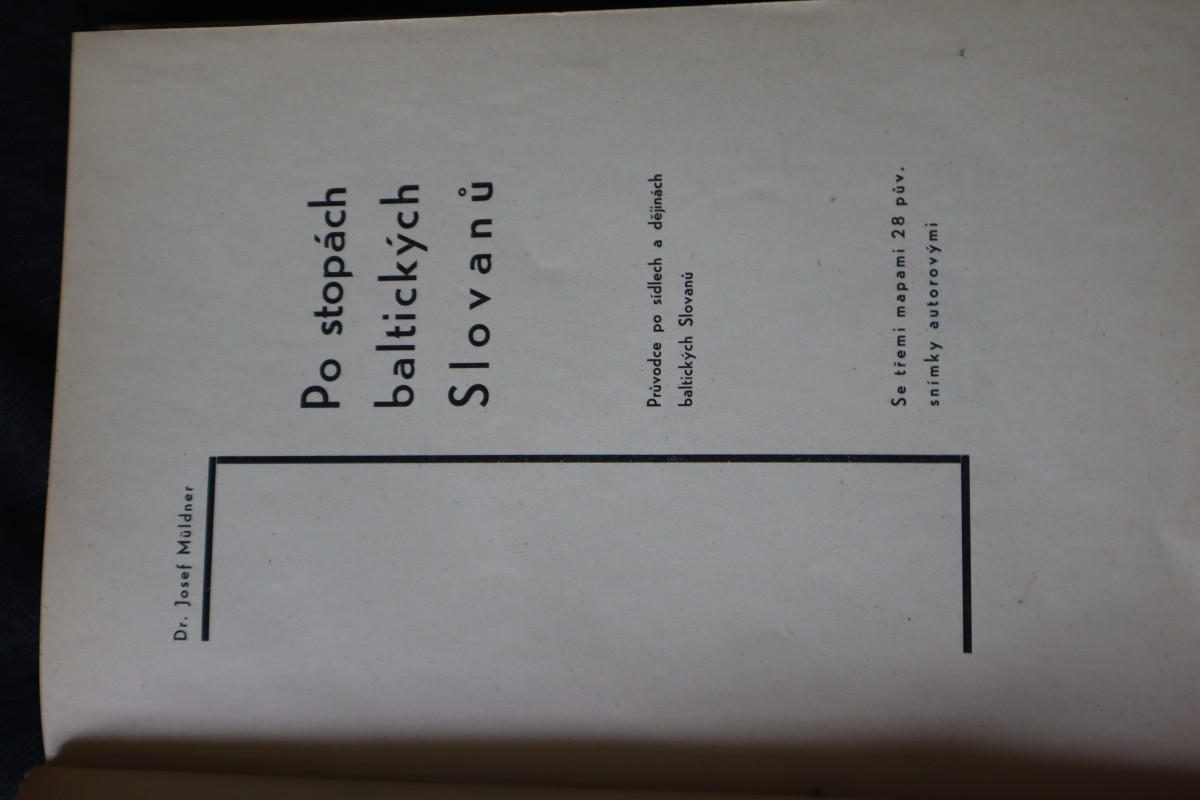 Dr. Josef Müldner
Po stopách
baltických
Slovanů
Průvodce po sídlech a dějinách
baltických Slovanů
Se třemi mapami 28 pův.
snímky autorovými